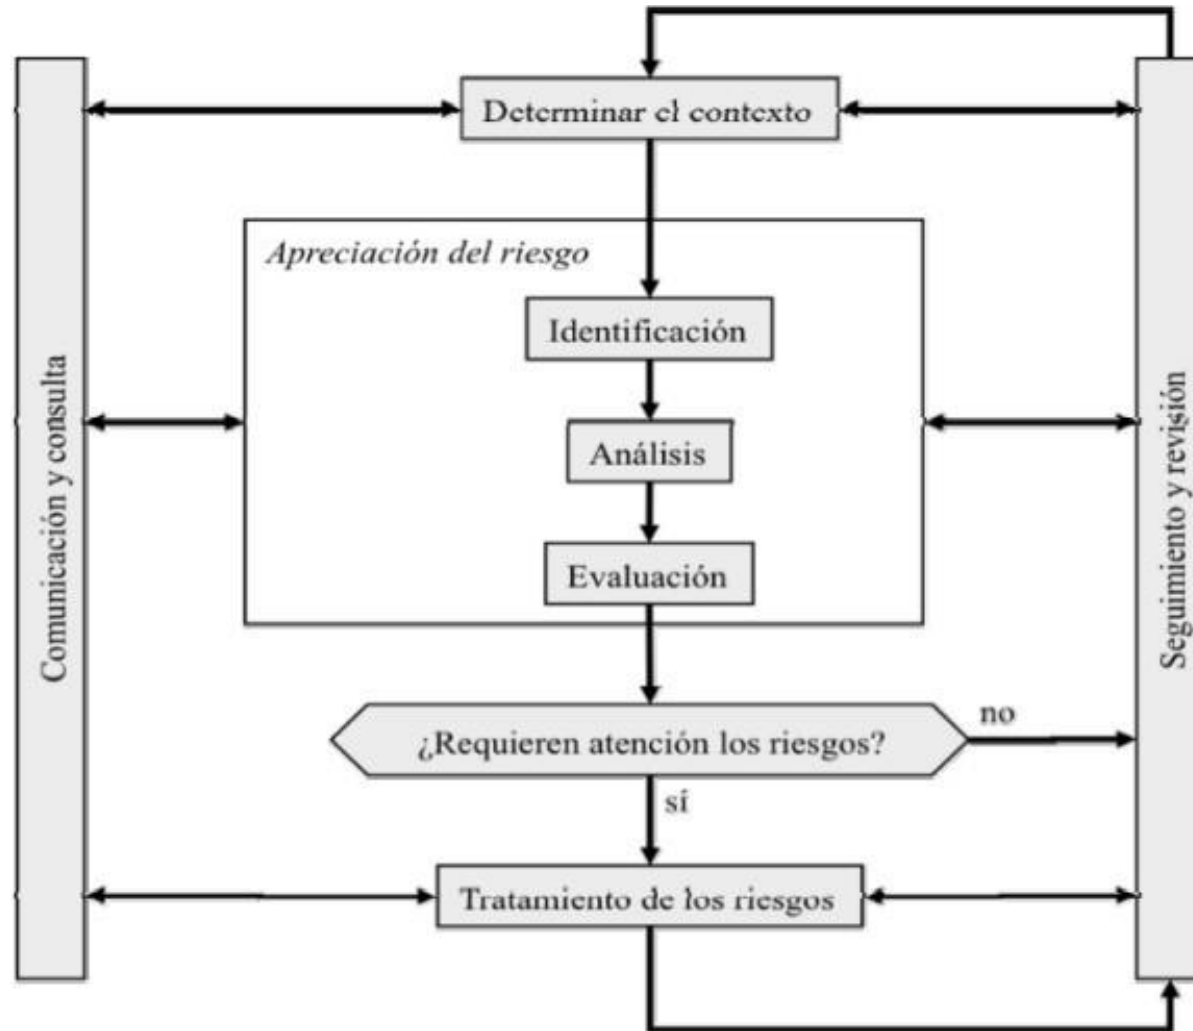 Determinar el contexto
Apreciación del riesgo
Identificación
Análisis
Evaluación
Comunicación y consulta
Seguimiento y revisión
¿Requieren atención los riesgos?
no
sí
Tratamiento de los riesgos